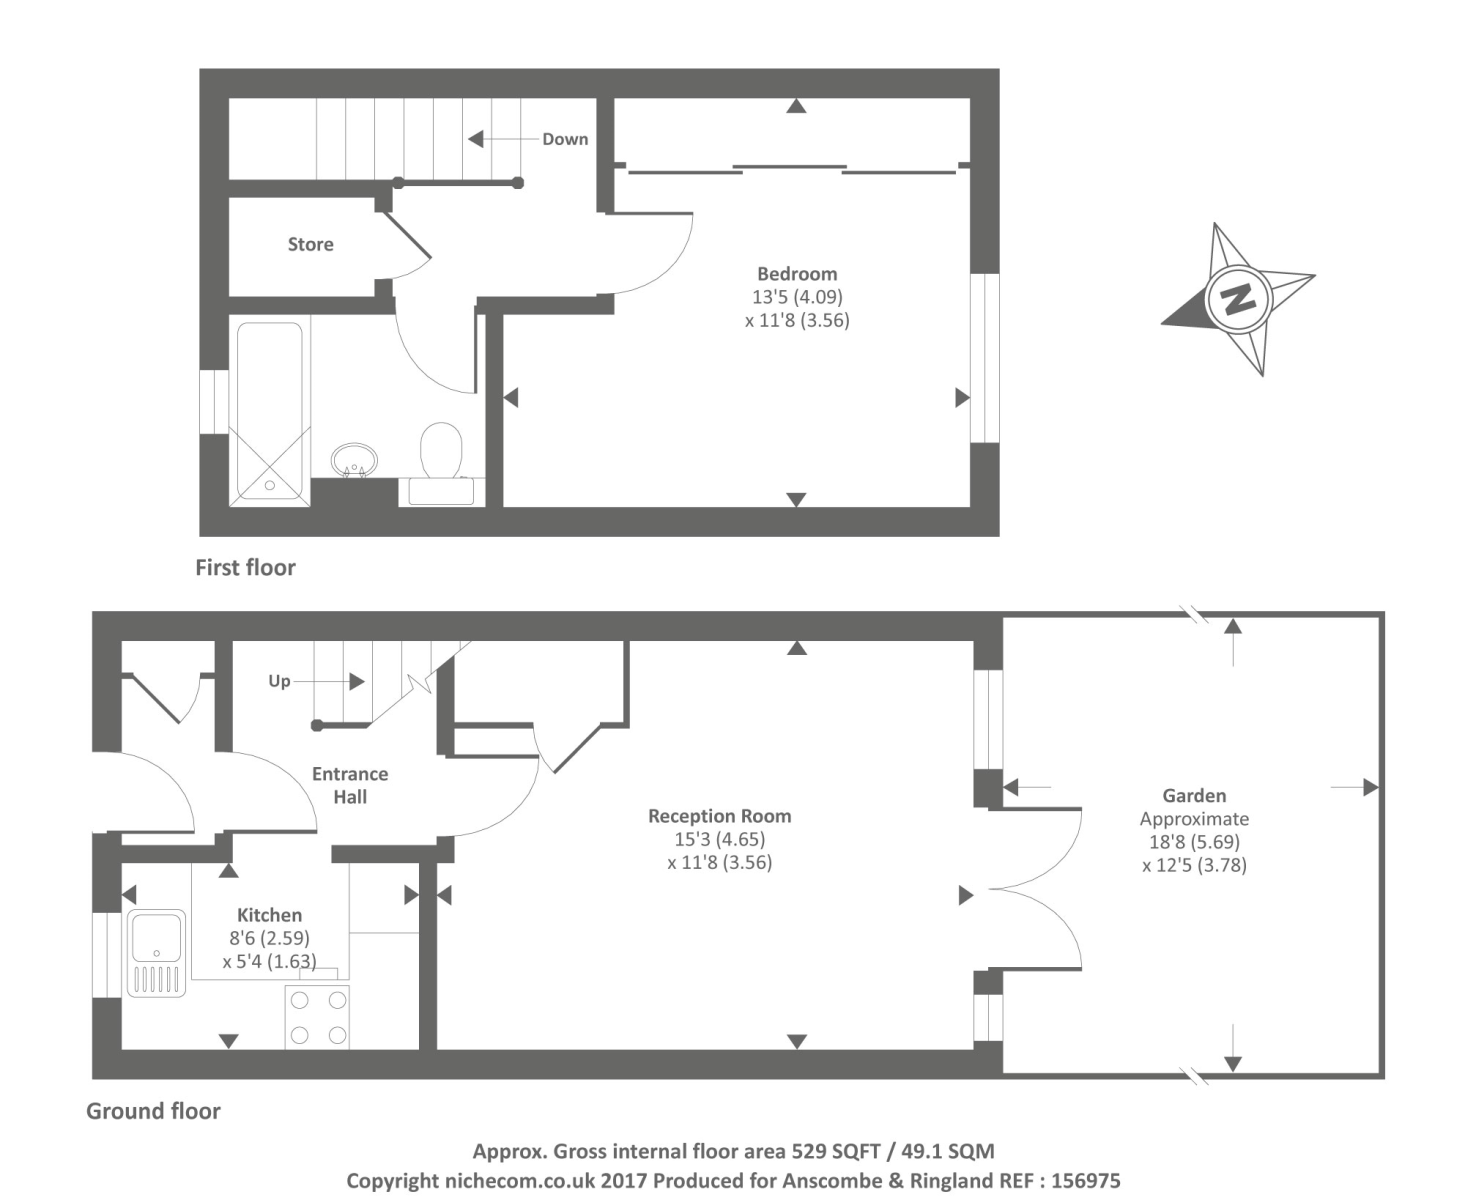 Down
Store
Bedroom
13'5 (4.09)
x 11'8 (3.56)
N
First floor
Up
Entrance
Hall
Reception Room
15'3 (4.65)
x 11'8 (3.56)
Garden
Approximate
18'8 (5.69)
x 12'5 (3.78)
Kitchen
8'6 (2.59)
x 5'4 (1.63)
Ground floor
Approx. Gross internal floor area 529 SQFT / 49.1 SQM
Copyright nichecom.co.uk 2017 Produced for Anscombe & Ringland REF : 156975